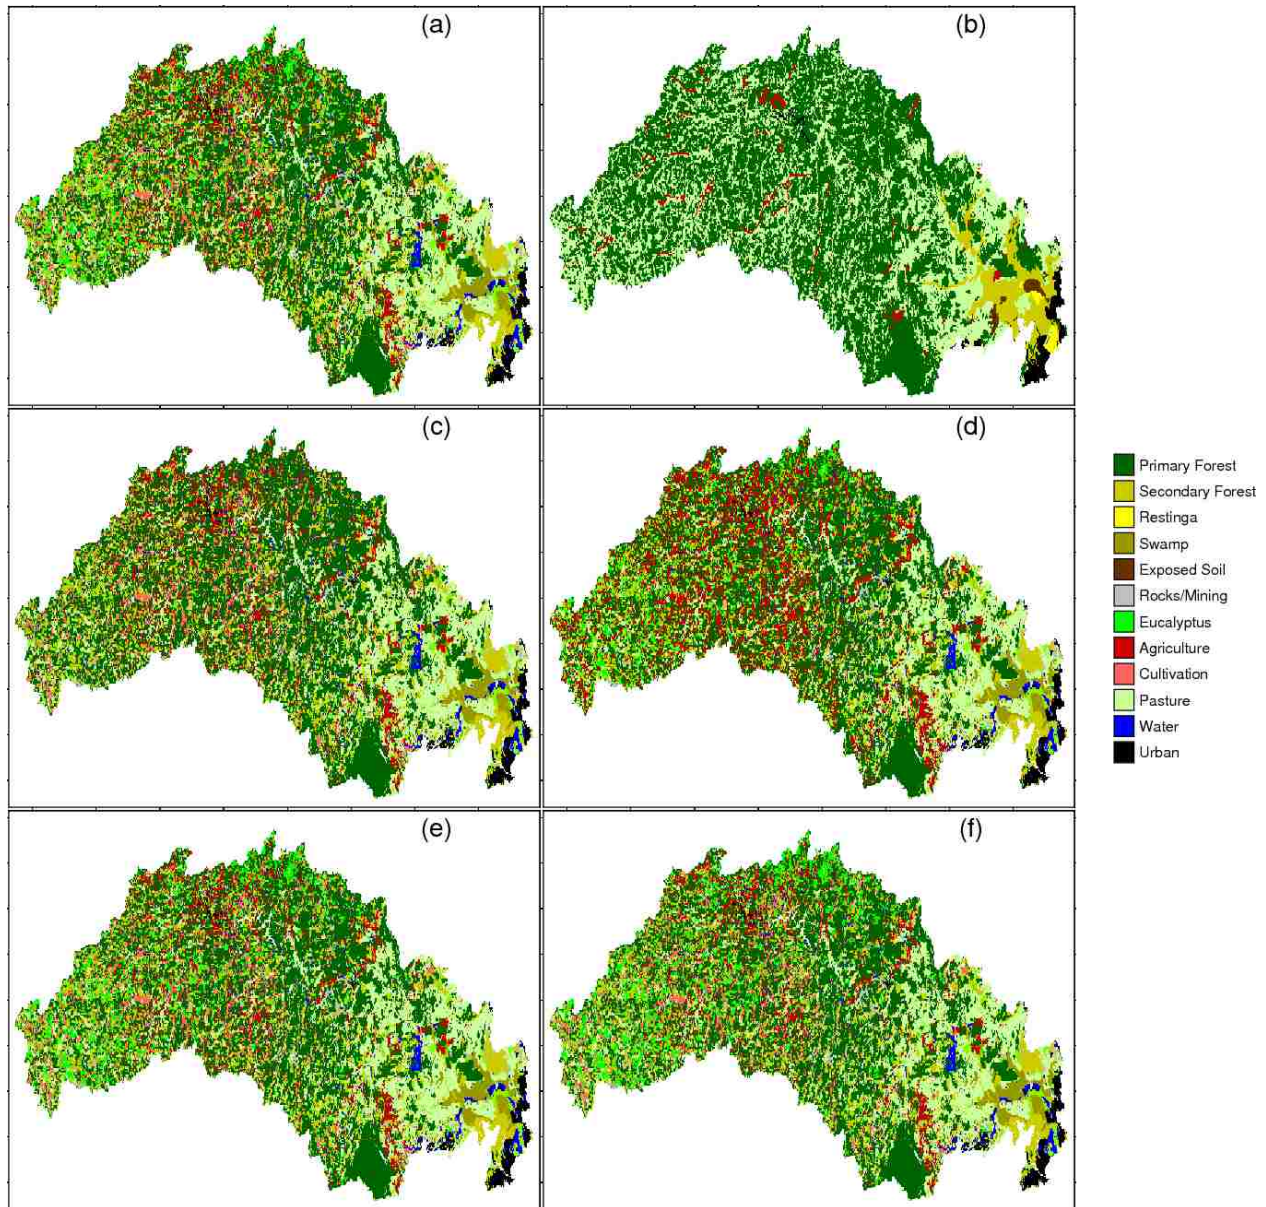 (a)
(b)
(c)
(d)
Primary Forest
Secondary Forest
Restinga
Swamp
Exposed Soil
Rocks/Mining
Eucalyptus
Agriculture
Cultivation
Pasture
Water
Urban
(e)
(f)